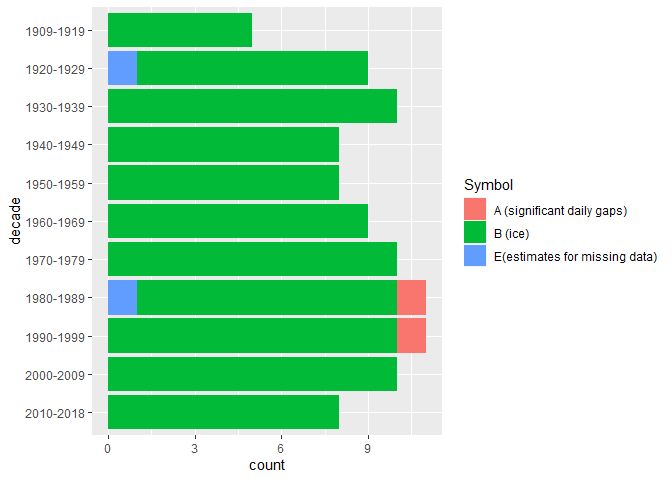 decade
1909-1919
1920-1929
1930-1939
1940-1949
1950-1959
1960-1969
1970-1979
1980-1989
1990-1999
2000-2009
2010-2018
0 3 6 9
count
Symbol
A (significant daily gaps)
B (ice)
E(estimates for missing data)